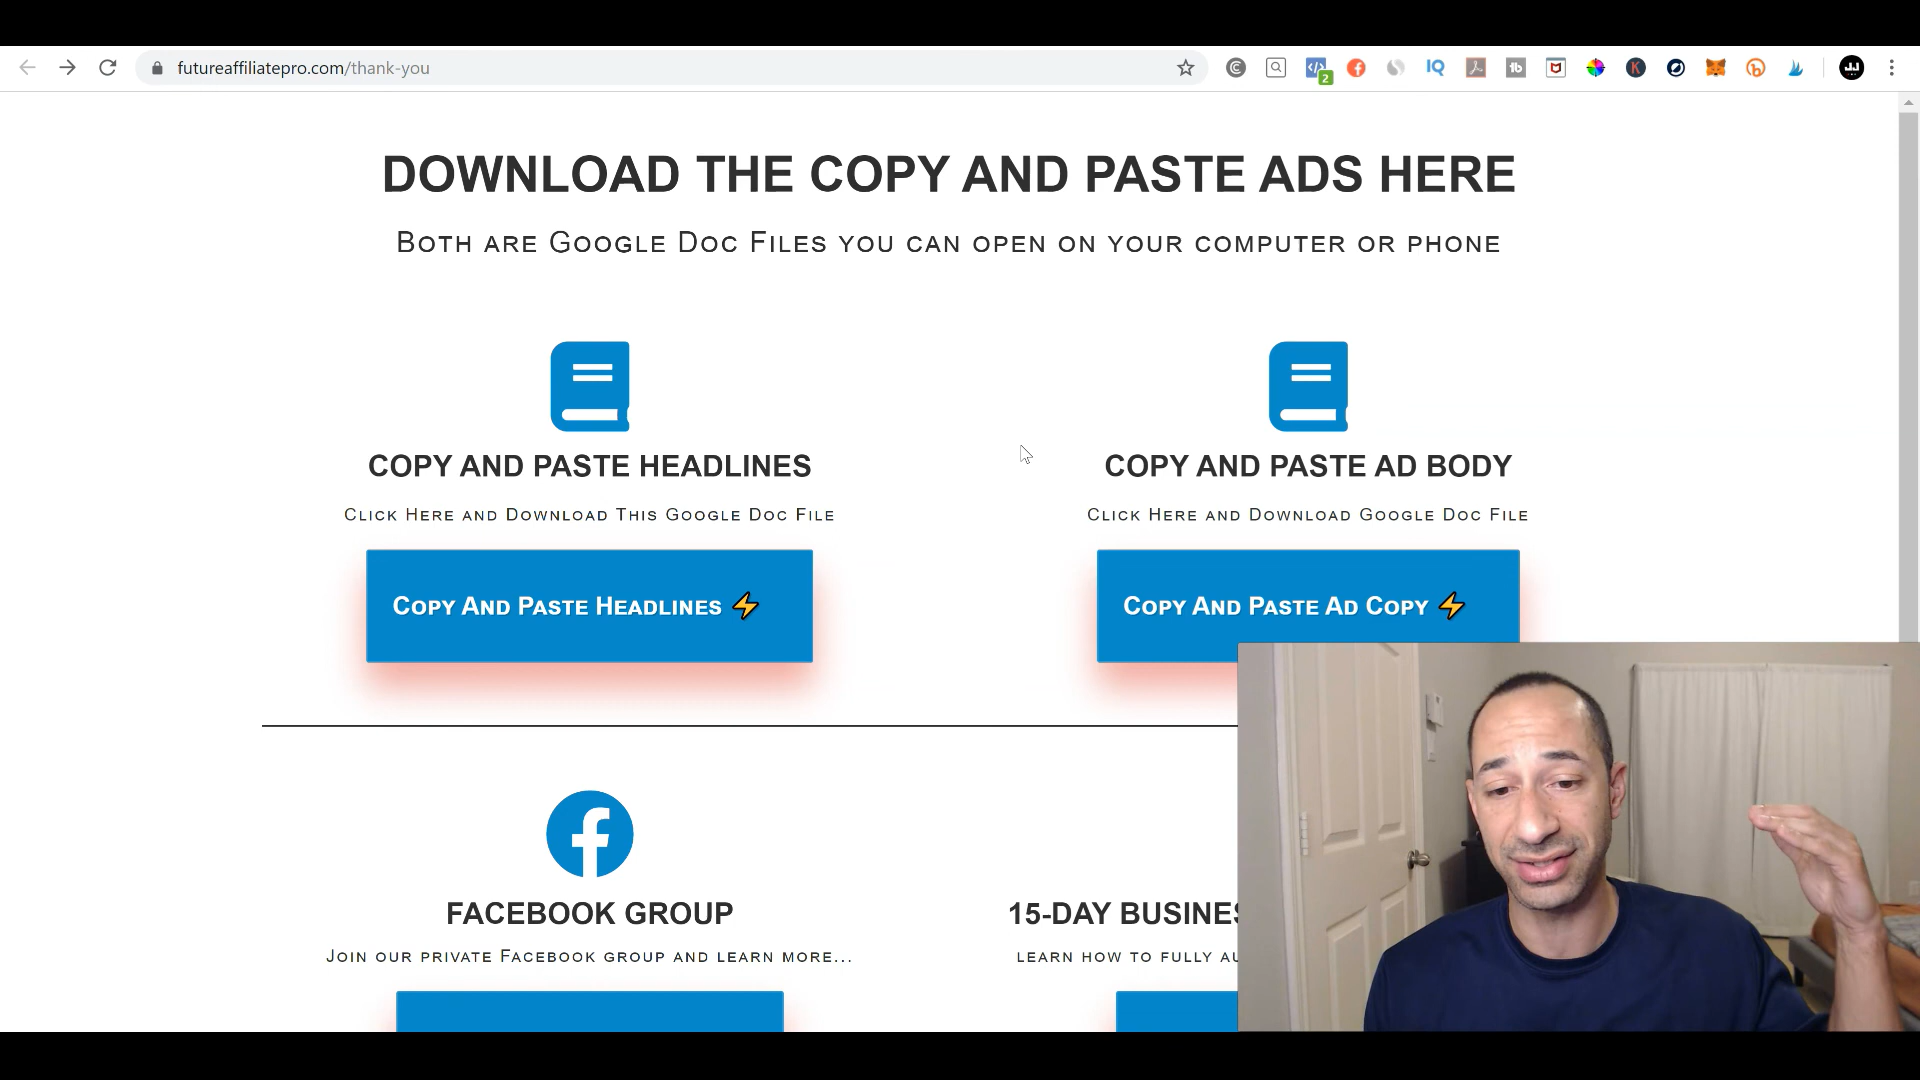 futureaffiliatepro.com/thank-you
2
DOWNLOAD THE COPY AND PASTE ADS HERE
BOTH ARE GOOGLE DOC FILES YOU CAN OPEN ON YOUR COMPUTER OR PHONE
COPY AND PASTE HEADLINES
CLICK HERE AND DOWNLOAD THIS GOOGLE DOC FILE
COPY AND PASTE HEADLINES ⚡
COPY AND PASTE AD BODY
CLICK HERE AND DOWNLOAD GOOGLE DOC FILE
COPY AND PASTE AD COPY ⚡
FACEBOOK GROUP
JOIN OUR PRIVATE FACEBOOK GROUP AND LEARN MORE...
15-DAY BUSINES
LEARN HOW TO FULLY AU